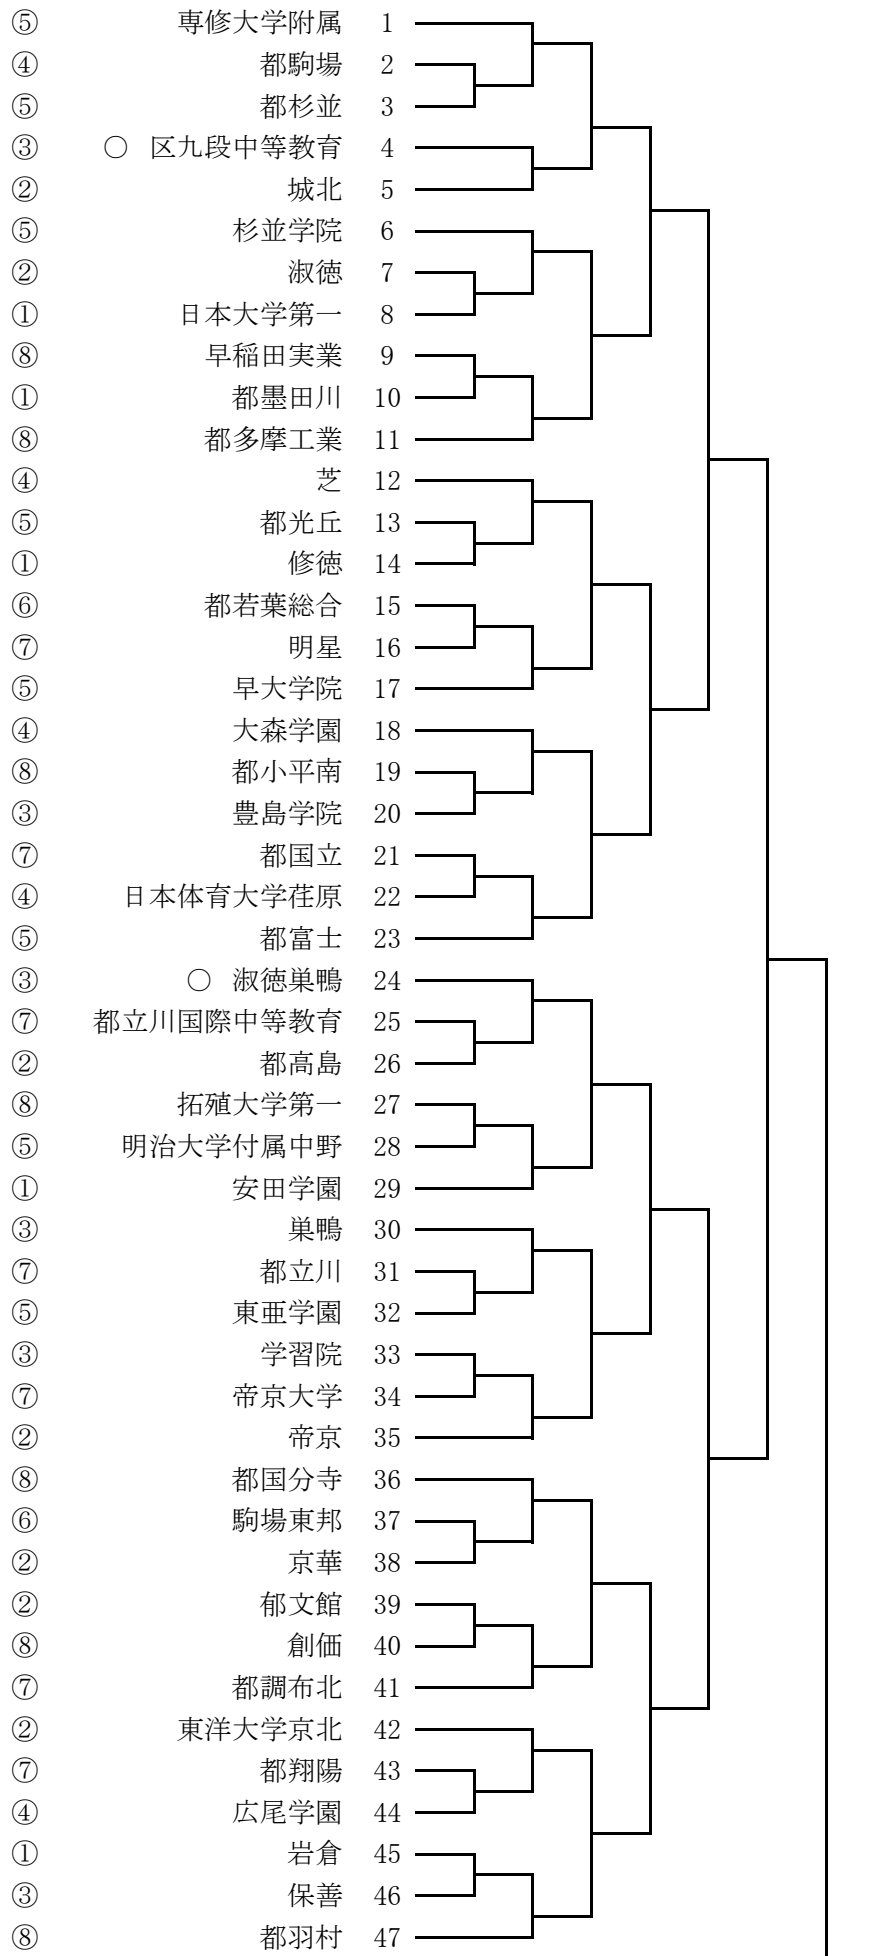 ⑤ 専修大学附属 1
④ 都駒場 2
⑤ 都杉並 3
③ ○ 区九段中等教育 4
② 城北 5
⑤ 杉並学院 6
② 淑徳 7
① 日本大学第一 8
⑧ 早稲田実業 9
① 都墨田川 10
⑧ 都多摩工業 11
④ 芝 12
⑤ 都光丘 13
① 修徳 14
⑥ 都若葉総合 15
⑦ 明星 16
⑤ 早大学院 17
④ 大森学園 18
⑧ 都小平南 19
③ 豊島学院 20
⑦ 都国立 21
④ 日本体育大学荏原 22
⑤ 都富士 23
③ ○ 淑徳巣鴨 24
⑦ 都立川国際中等教育 25
② 都高島 26
⑧ 拓殖大学第一 27
⑤ 明治大学付属中野 28
① 安田学園 29
③ 巣鴨 30
⑦ 都立川 31
⑤ 東亜学園 32
③ 学習院 33
⑦ 帝京大学 34
② 帝京 35
⑧ 都国分寺 36
⑥ 駒場東邦 37
② 京華 38
② 郁文館 39
⑧ 創価 40
⑦ 都調布北 41
② 東洋大学京北 42
⑦ 都翔陽 43
④ 広尾学園 44
① 岩倉 45
③ 保善 46
⑧ 都羽村 47